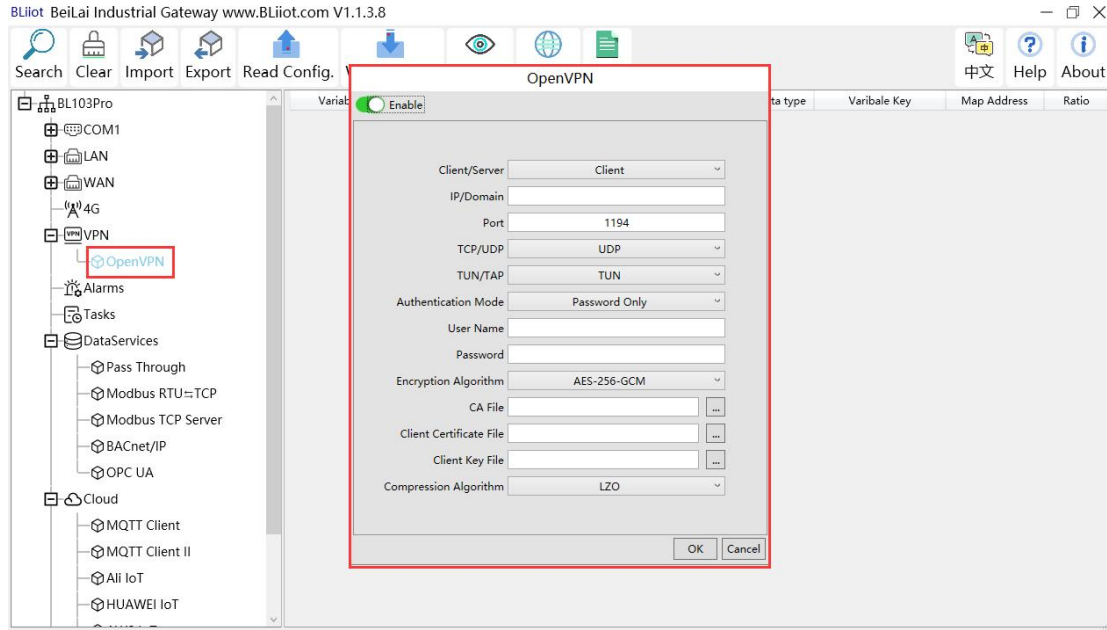 BLiiot BeiLai Industrial Gateway www.BLiiot.com V1.1.3.8
Search Clear Import Export Read Config. 中文 Help About
OpenVPN
Enable
Data type Varibale Key Map Address Ratio
BL103Pro
COM1
LAN
WAN
4G
VPN
OpenVPN
Alarms
Tasks
DataServices
Pass Through
Modbus RTU⇆TCP
Modbus TCP Server
BACnet/IP
OPC UA
Cloud
MQTT Client
MQTT Client II
Ali IoT
HUAWEI IoT
Client/Server Client
IP/Domain
Port 1194
TCP/UDP UDP
TUN/TAP TUN
Authentication Mode Password Only
User Name
Password
Encryption Algorithm AES-256-GCM
CA File ...
Client Certificate File ...
Client Key File ...
Compression Algorithm LZO
OK Cancel